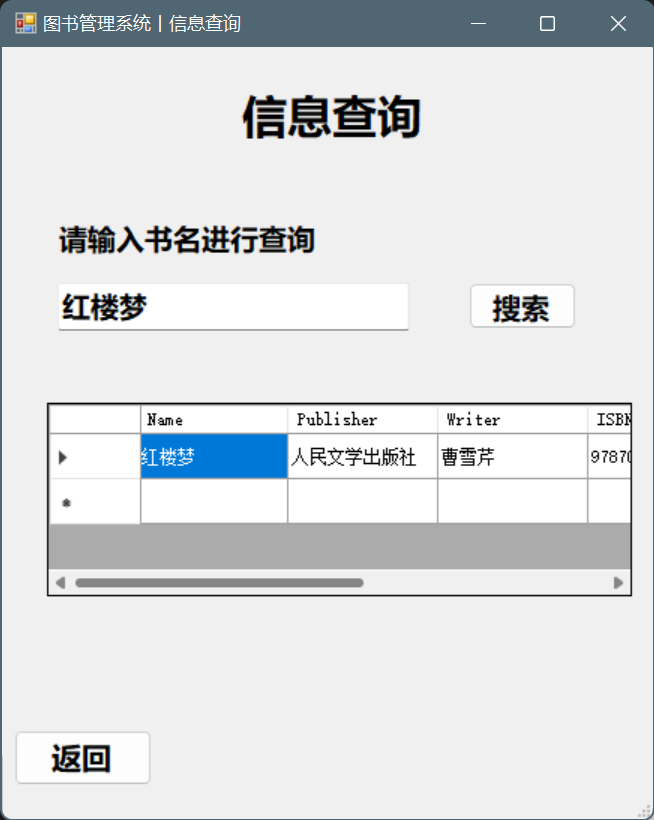 图书管理系统 | 信息查询
信息查询
请输入书名进行查询
红楼梦 搜索
Name Publisher Writer ISBN
红楼梦 人民文学出版社 曹雪芹 97870
返回